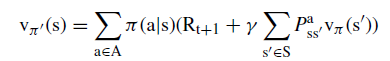 v_{π'}(s) = ∑_{a∈A} π(a|s)(R_{t+1} + γ ∑_{s'∈S} P^a_{ss'} v_π(s'))